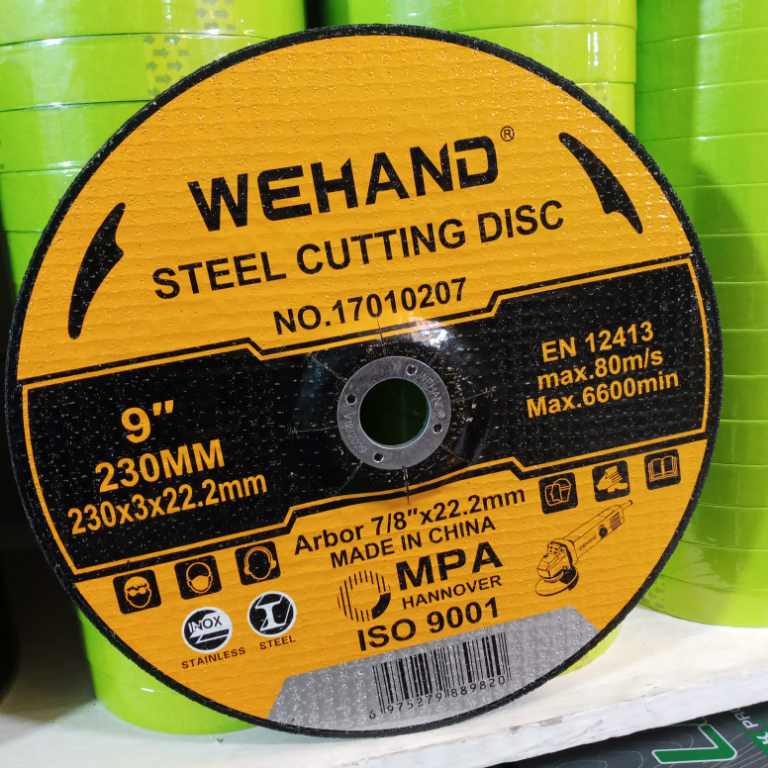 WEHAND®
STEEL CUTTING DISC
NO.17010207
EN 12413
max.80m/s
Max.6600min
9"
230MM
230x3x22.2mm
WEHAND®
Arbor 7/8"x22.2mm
MADE IN CHINA
MPA
HANNOVER
ISO 9001
INOX
STAINLESS
STEEL
6 975279 889820